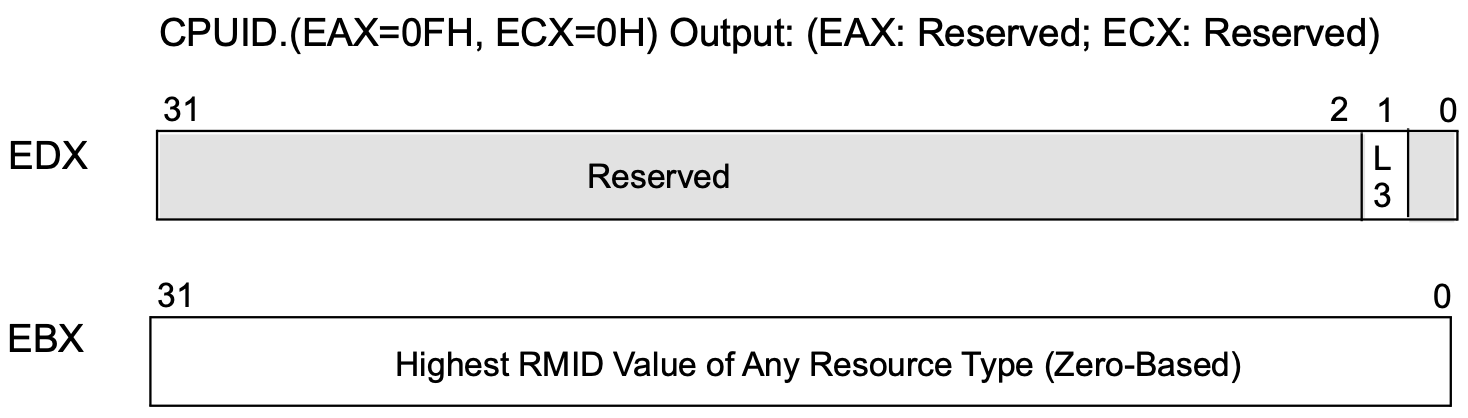 CPUID.(EAX=0FH, ECX=0H) Output: (EAX: Reserved; ECX: Reserved)
31 2 1 0
EDX Reserved L
3
31 0
EBX Highest RMID Value of Any Resource Type (Zero-Based)